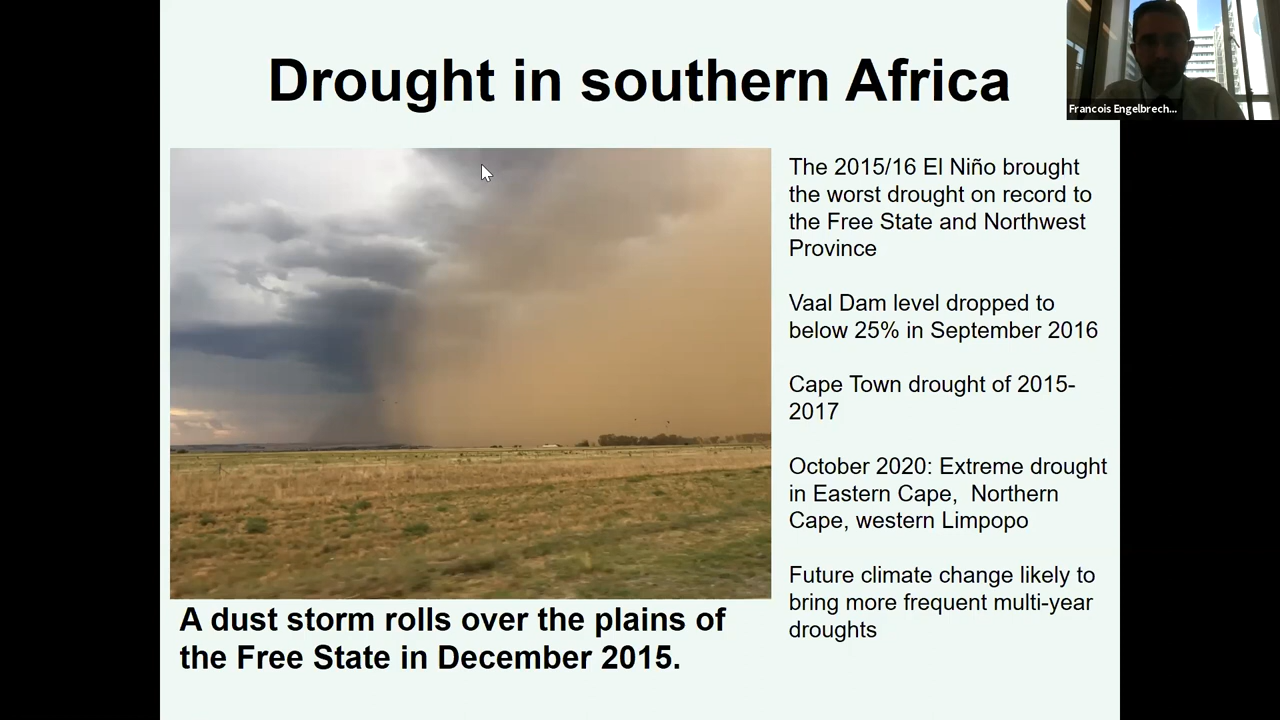 Drought in southern Africa
Francois Engelbrech...
The 2015/16 El Niño brought
the worst drought on record to
the Free State and Northwest
Province
Vaal Dam level dropped to
below 25% in September 2016
Cape Town drought of 2015-
2017
October 2020: Extreme drought
in Eastern Cape,  Northern
Cape, western Limpopo
Future climate change likely to
bring more frequent multi-year
droughts
A dust storm rolls over the plains of
the Free State in December 2015.